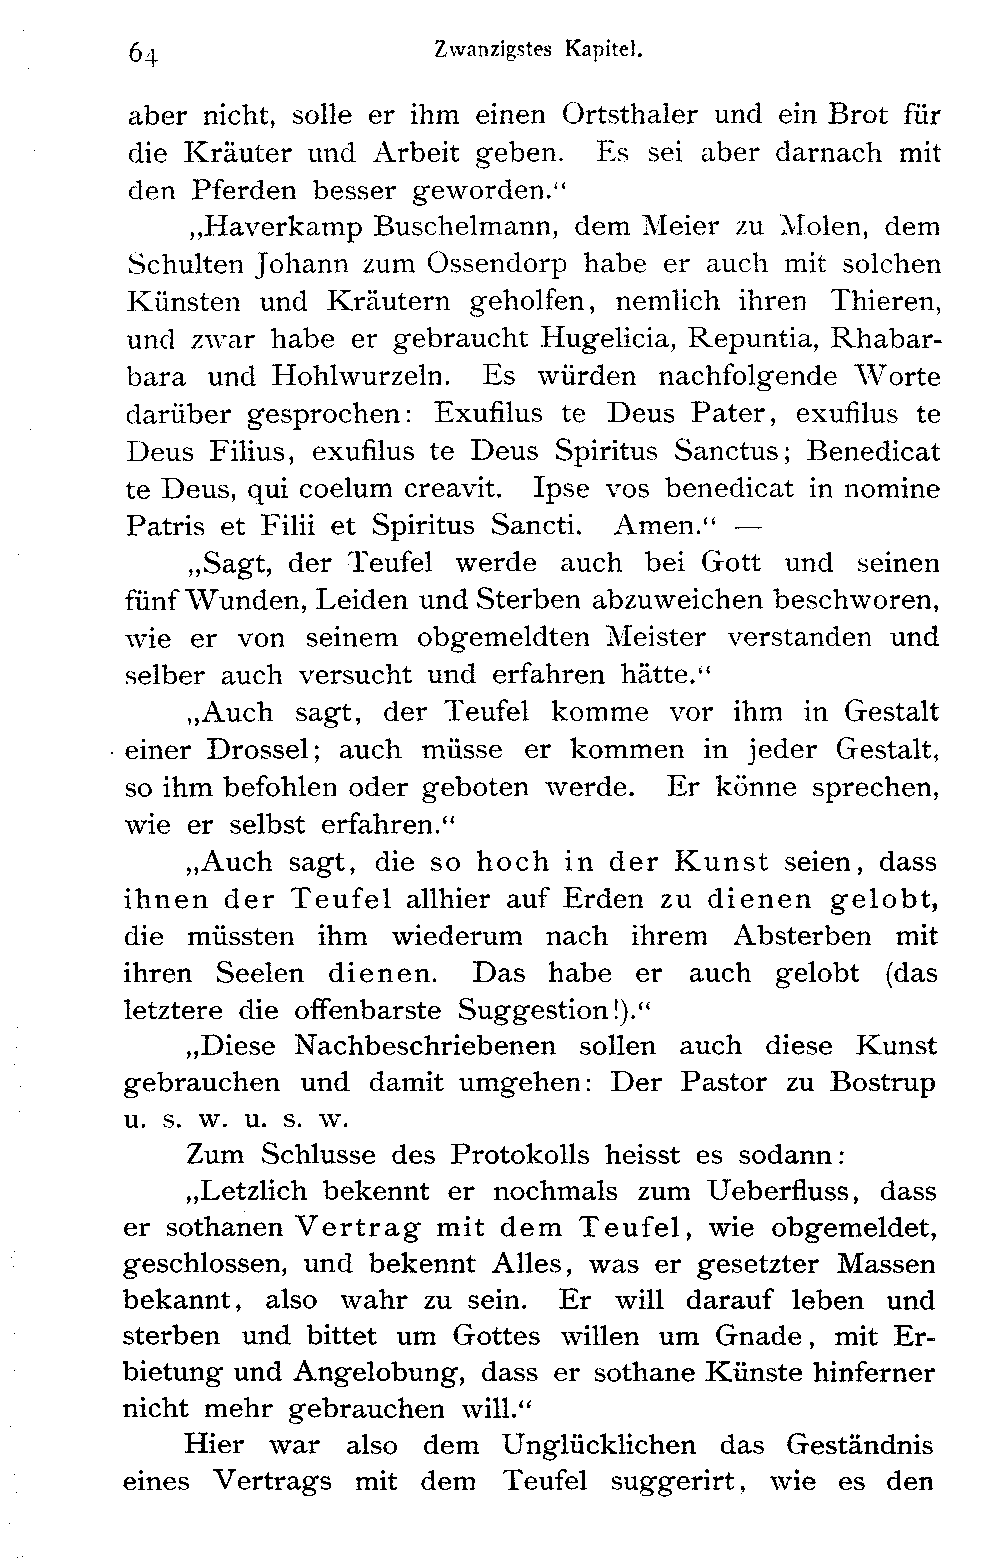 64 Zwanzigstes Kapitel.
aber nicht, solle er ihm einen Ortsthaler und ein Brot für
die Kräuter und Arbeit geben. Es sei aber darnach mit
den Pferden besser geworden.“
„Haverkamp Buschelmann, dem Meier zu Molen, dem
Schulten Johann zum Ossendorp habe er auch mit solchen
Künsten und Kräutern geholfen, nemlich ihren Thieren,
und zwar habe er gebraucht Hugelicia, Repuntia, Rhabar-
bara und Hohlwurzeln. Es würden nachfolgende Worte
darüber gesprochen: Exufilus te Deus Pater, exufilus te
Deus Filius, exufilus te Deus Spiritus Sanctus; Benedicat
te Deus, qui coelum creavit. Ipse vos benedicat in nomine
Patris et Filii et Spiritus Sancti. Amen.“ —
„Sagt, der Teufel werde auch bei Gott und seinen
fünf Wunden, Leiden und Sterben abzuweichen beschworen,
wie er von seinem obgemeldten Meister verstanden und
selber auch versucht und erfahren hätte.“
„Auch sagt, der Teufel komme vor ihm in Gestalt
einer Drossel; auch müsse er kommen in jeder Gestalt,
so ihm befohlen oder geboten werde. Er könne sprechen,
wie er selbst erfahren.“
„Auch sagt, die so hoch in der Kunst seien, dass
ihnen der Teufel allhier auf Erden zu dienen gelobt,
die müssten ihm wiederum nach ihrem Absterben mit
ihren Seelen dienen. Das habe er auch gelobt (das
letztere die offenbarste Suggestion!).“
„Diese Nachbeschriebenen sollen auch diese Kunst
gebrauchen und damit umgehen: Der Pastor zu Bostrup
u. s. w. u. s. w.
Zum Schlusse des Protokolls heisst es sodann:
„Letzlich bekennt er nochmals zum Ueberfluss, dass
er sothanen Vertrag mit dem Teufel, wie obgemeldet,
geschlossen, und bekennt Alles, was er gesetzter Massen
bekannt, also wahr zu sein. Er will darauf leben und
sterben und bittet um Gottes willen um Gnade, mit Er-
bietung und Angelobung, dass er sothane Künste hinferner
nicht mehr gebrauchen will.“
Hier war also dem Unglücklichen das Geständnis
eines Vertrags mit dem Teufel suggerirt, wie es den